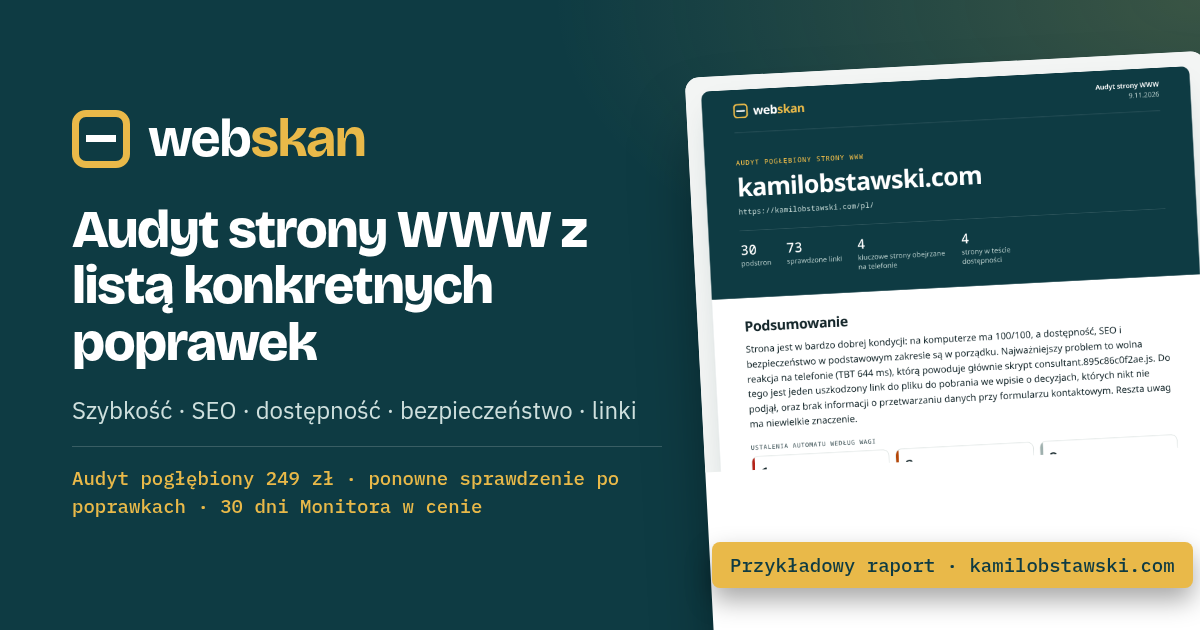 webskan
Audyt strony WWW z
listą konkretnych
poprawek
Szybkość · SEO · dostępność · bezpieczeństwo · linki
Audyt pogłębiony 249 zł · ponowne sprawdzenie po
poprawkach · 30 dni Monitora w cenie
webskan
Audyt strony WWW
9.11.2026
AUDYT POGŁĘBIONY STRONY WWW
kamilobstawski.com
https://kamilobstawski.com/pl/
30
podstron
73
sprawdzone linki
4
kluczowe strony obejrzane
na telefonie
4
strony w teście
dostępności
Podsumowanie
Strona jest w bardzo dobrej kondycji: na komputerze ma 100/100, a dostępność, SEO i
bezpieczeństwo w podstawowym zakresie są w porządku. Najważniejszy problem to wolna
reakcja na telefonie (TBT 644 ms), którą powoduje głównie skrypt consultant.895c86c0f2ae.js. Do
tego jest jeden uszkodzony link do pliku do pobrania we wpisie o decyzjach, których nikt nie
podjął, oraz brak informacji o przetwarzaniu danych przy formularzu kontaktowym. Reszta uwag
ma niewielkie znaczenie.
USTALENIA AUTOMATU WEDŁUG WAGI
Przykładowy raport · kamilobstawski.com